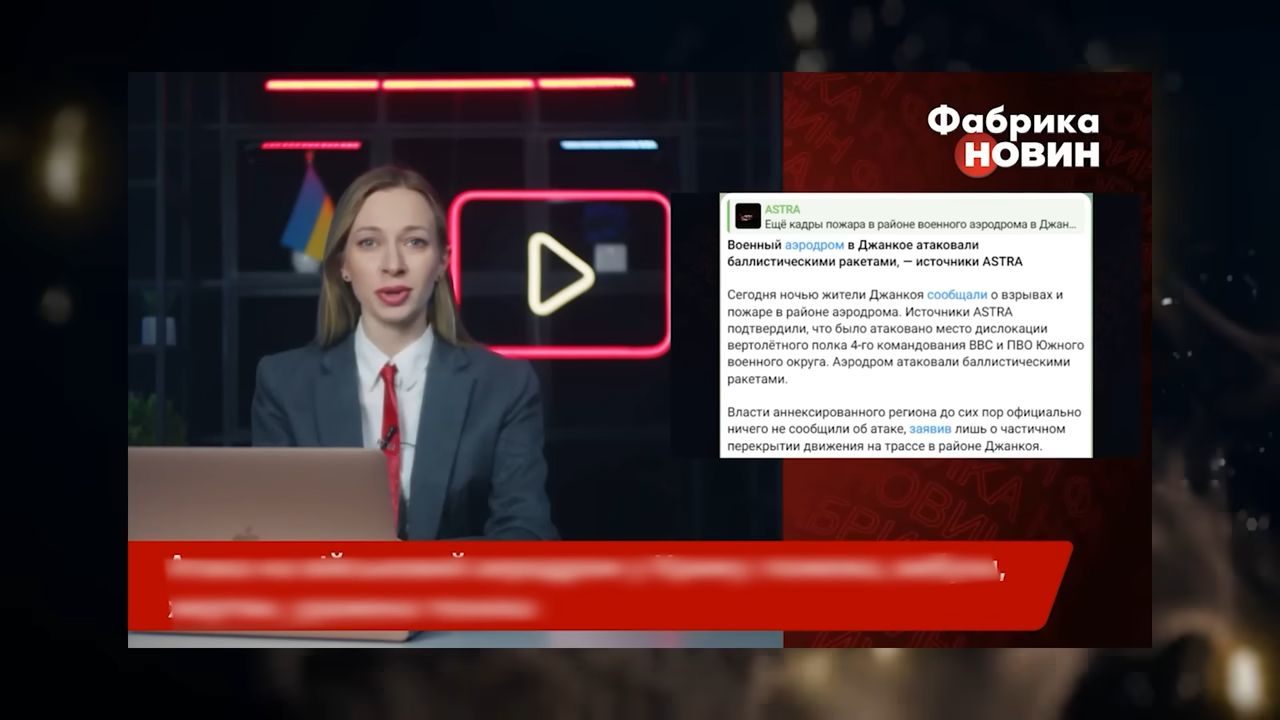 Фабрика
НОВИН
ASTRA
Ещё кадры пожара в районе военного аэродрома в Джан...
Военный аэродром в Джанкое атаковали
баллистическими ракетами, — источники ASTRA
Сегодня ночью жители Джанкоя сообщали о взрывах и
пожаре в районе аэродрома. Источники ASTRA
подтвердили, что было атаковано место дислокации
вертолётного полка 4-го командования ВВС и ПВО Южного
военного округа. Аэродром атаковали баллистическими
ракетами.
Власти аннексированного региона до сих пор официально
ничего не сообщили об атаке, заявив лишь о частичном
перекрытии движения на трассе в районе Джанкоя.